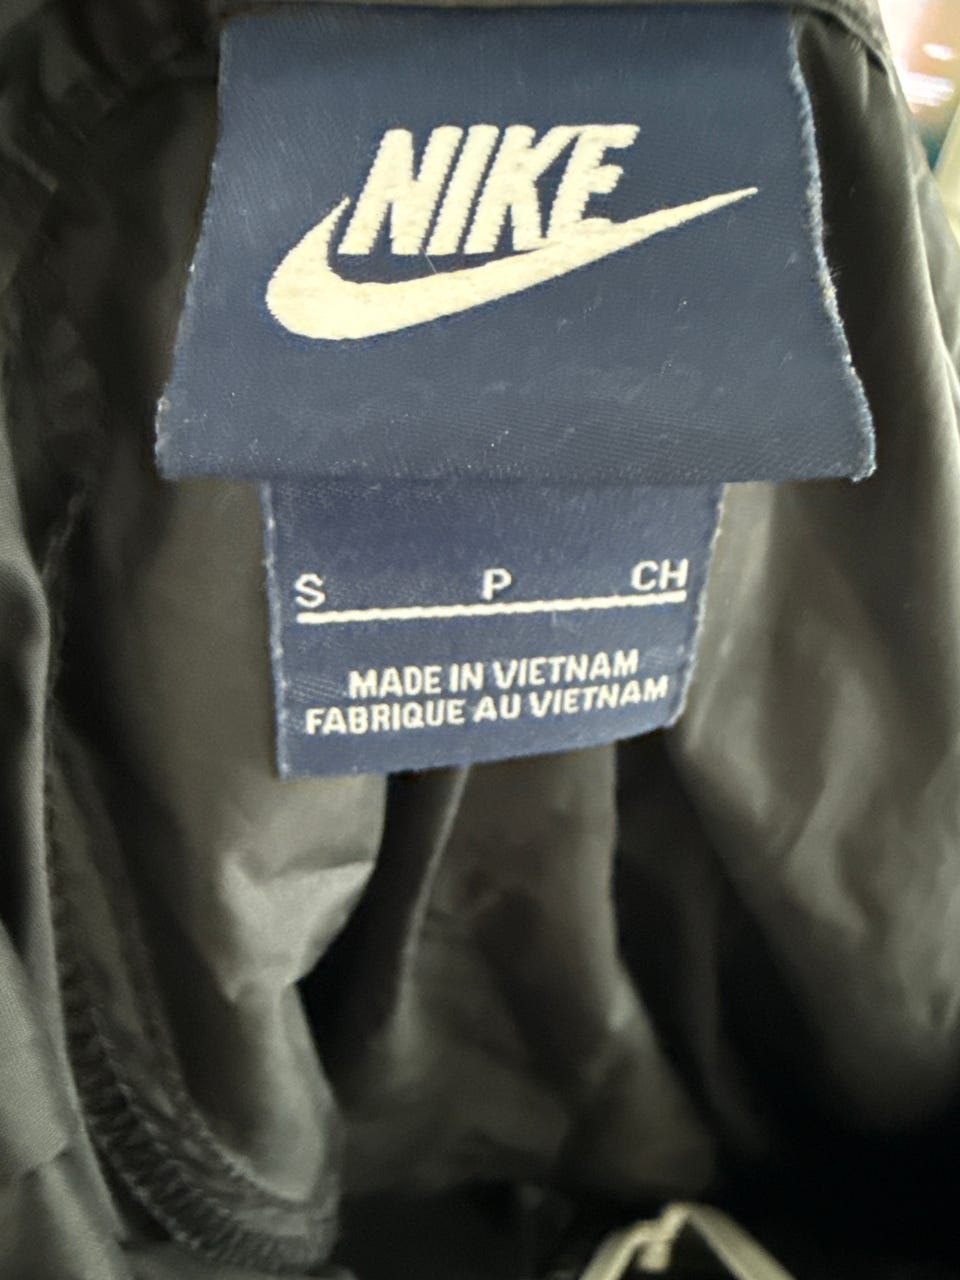 NIKE
S P CH
MADE IN VIETNAM
FABRIQUE AU VIETNAM